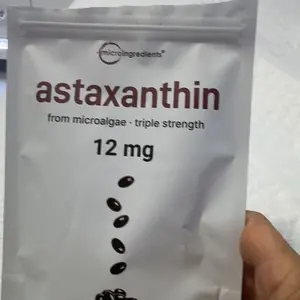 microingredients®
astaxanthin
from microalgae · triple strength
12 mg